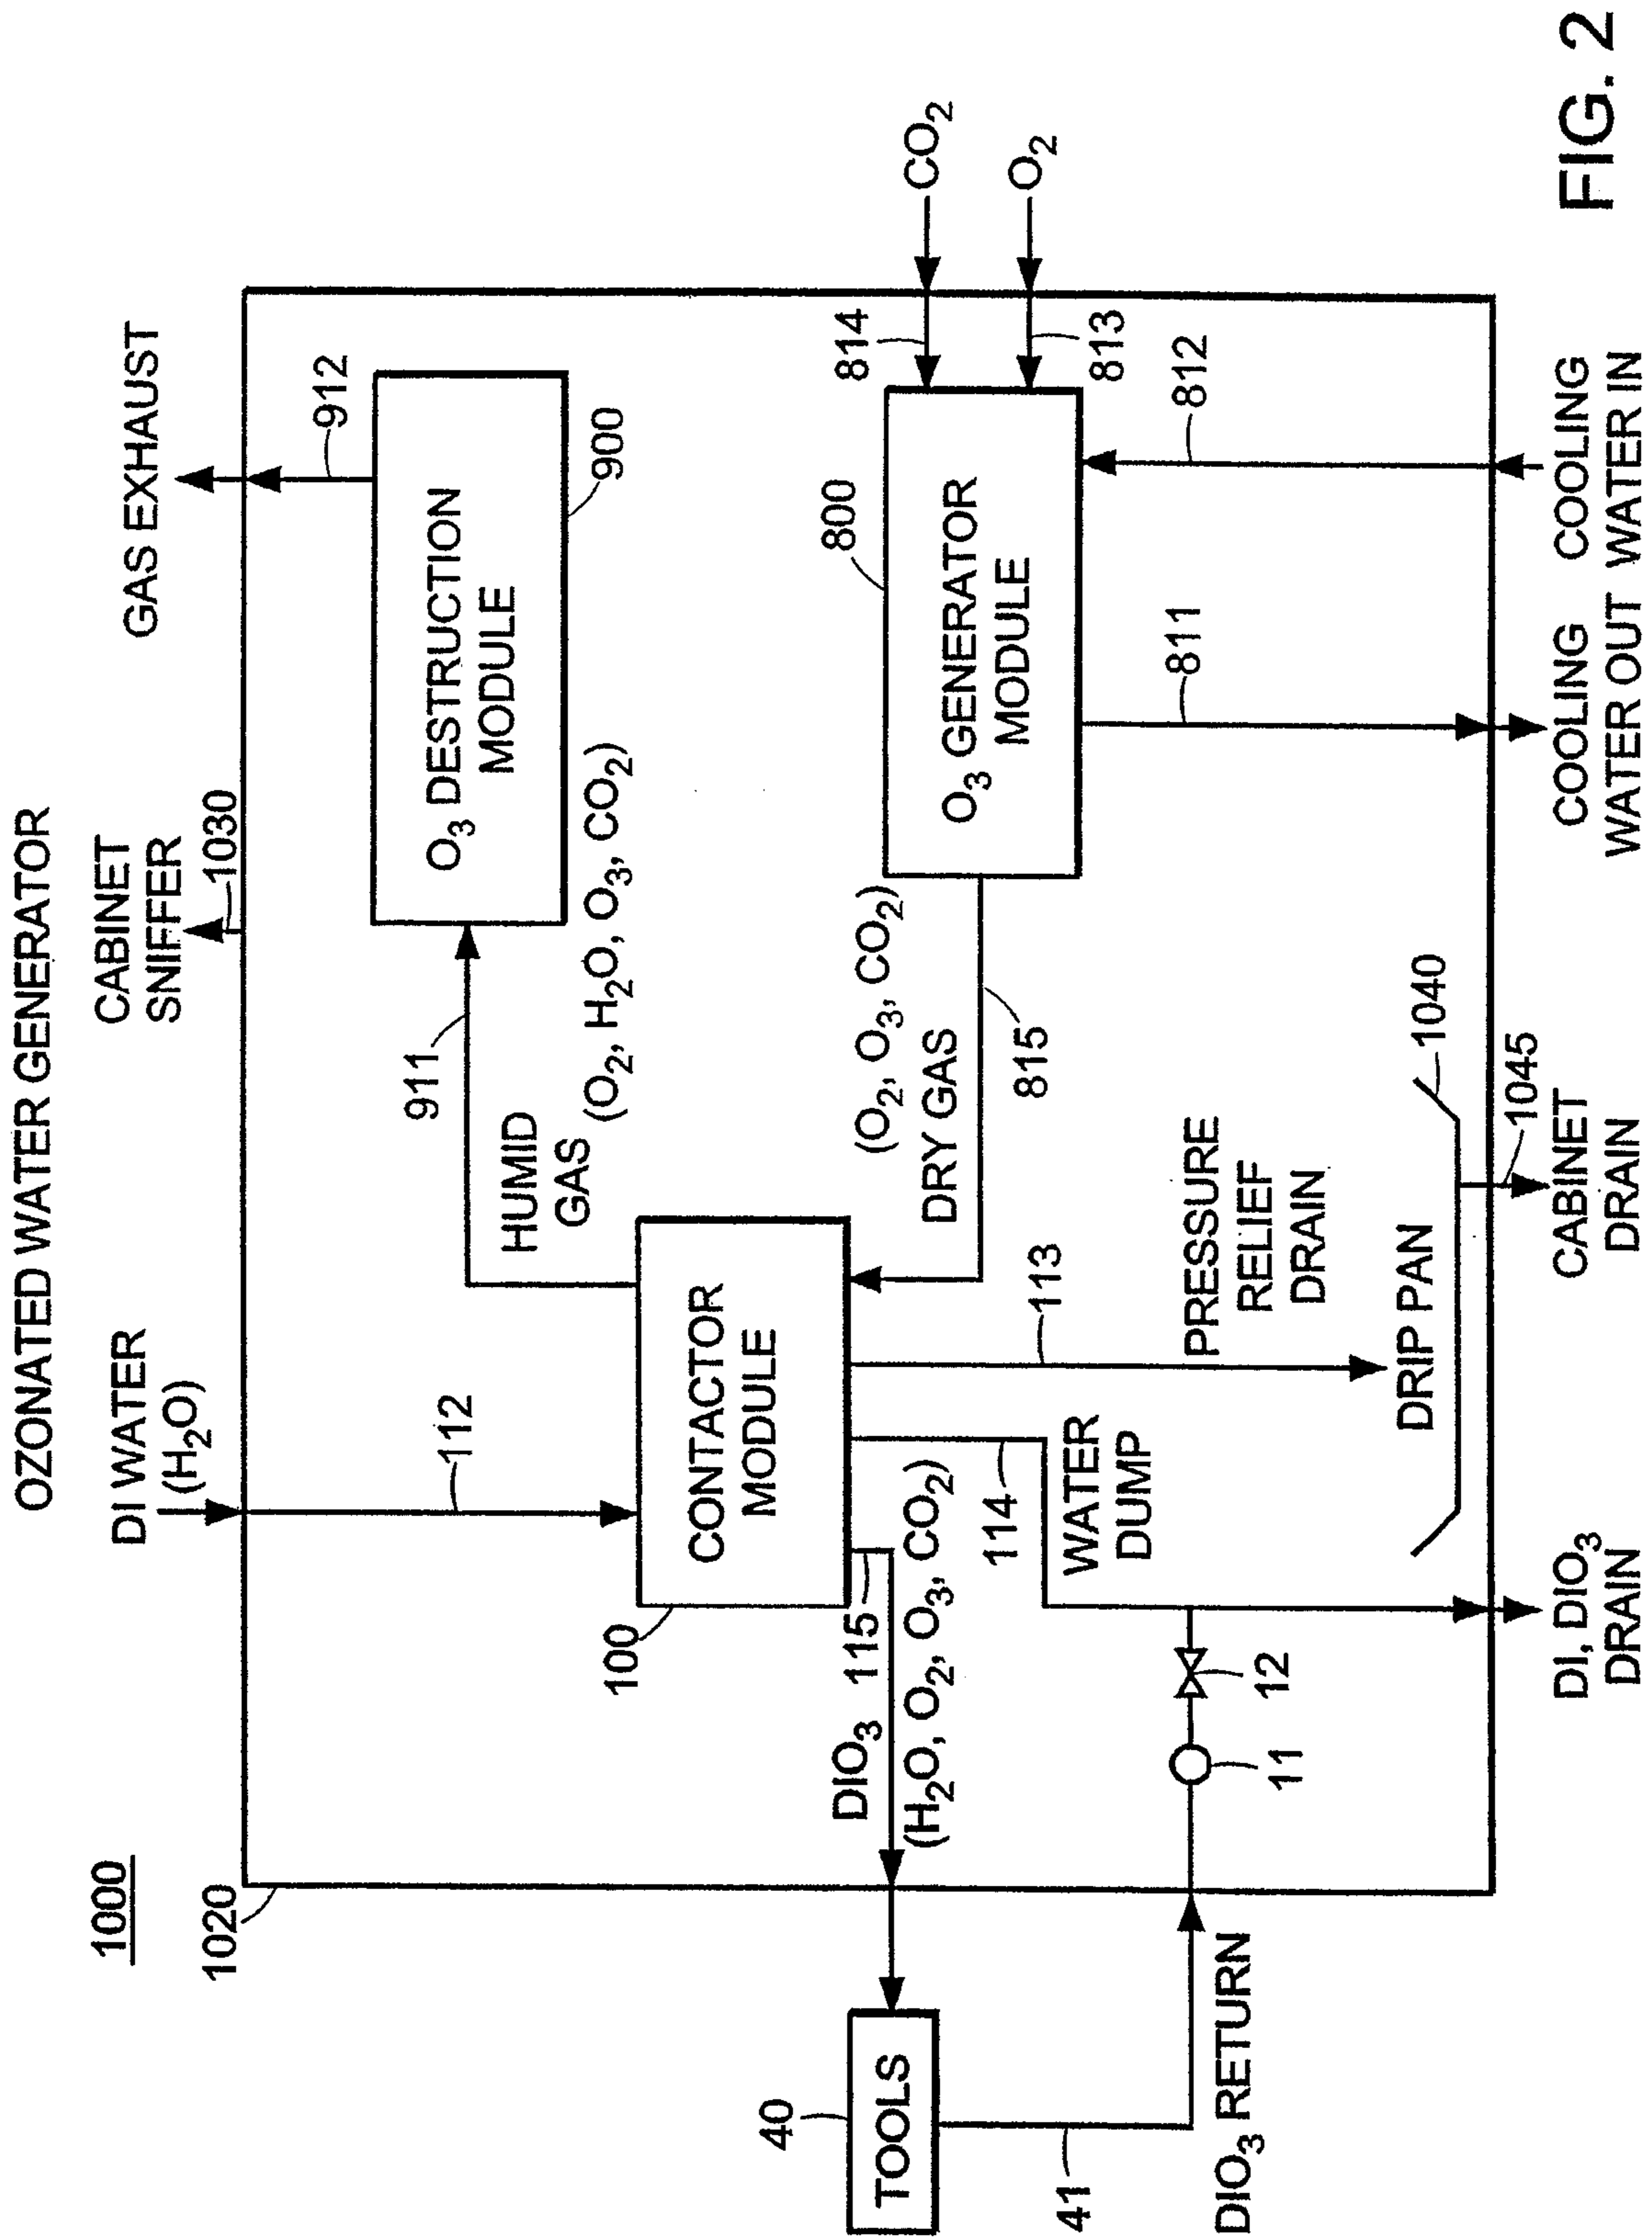 OZONATED WATER GENERATOR
1000
1020
DI WATER
(H₂O)
CABINET
SNIFFER
1030
GAS EXHAUST
112
911
912
HUMID
GAS
(O₂, H₂O, O₃, CO₂)
O₃ DESTRUCTION
MODULE
900
100
CONTACTOR
MODULE
40
TOOLS
41
DIO₃
115
(H₂O, O₂, O₃, CO₂)
(O₂, O₃, CO₂)
DRY GAS
815
800
O₃ GENERATOR
MODULE
814
CO₂
813
O₂
114
WATER
DUMP
113
PRESSURE
RELIEF
DRAIN
811
812
DIO₃ RETURN
11
12
DRIP PAN
1040
1045
DI, DIO₃
DRAIN
CABINET
DRAIN
COOLING
WATER OUT
COOLING
WATER IN
FIG. 2